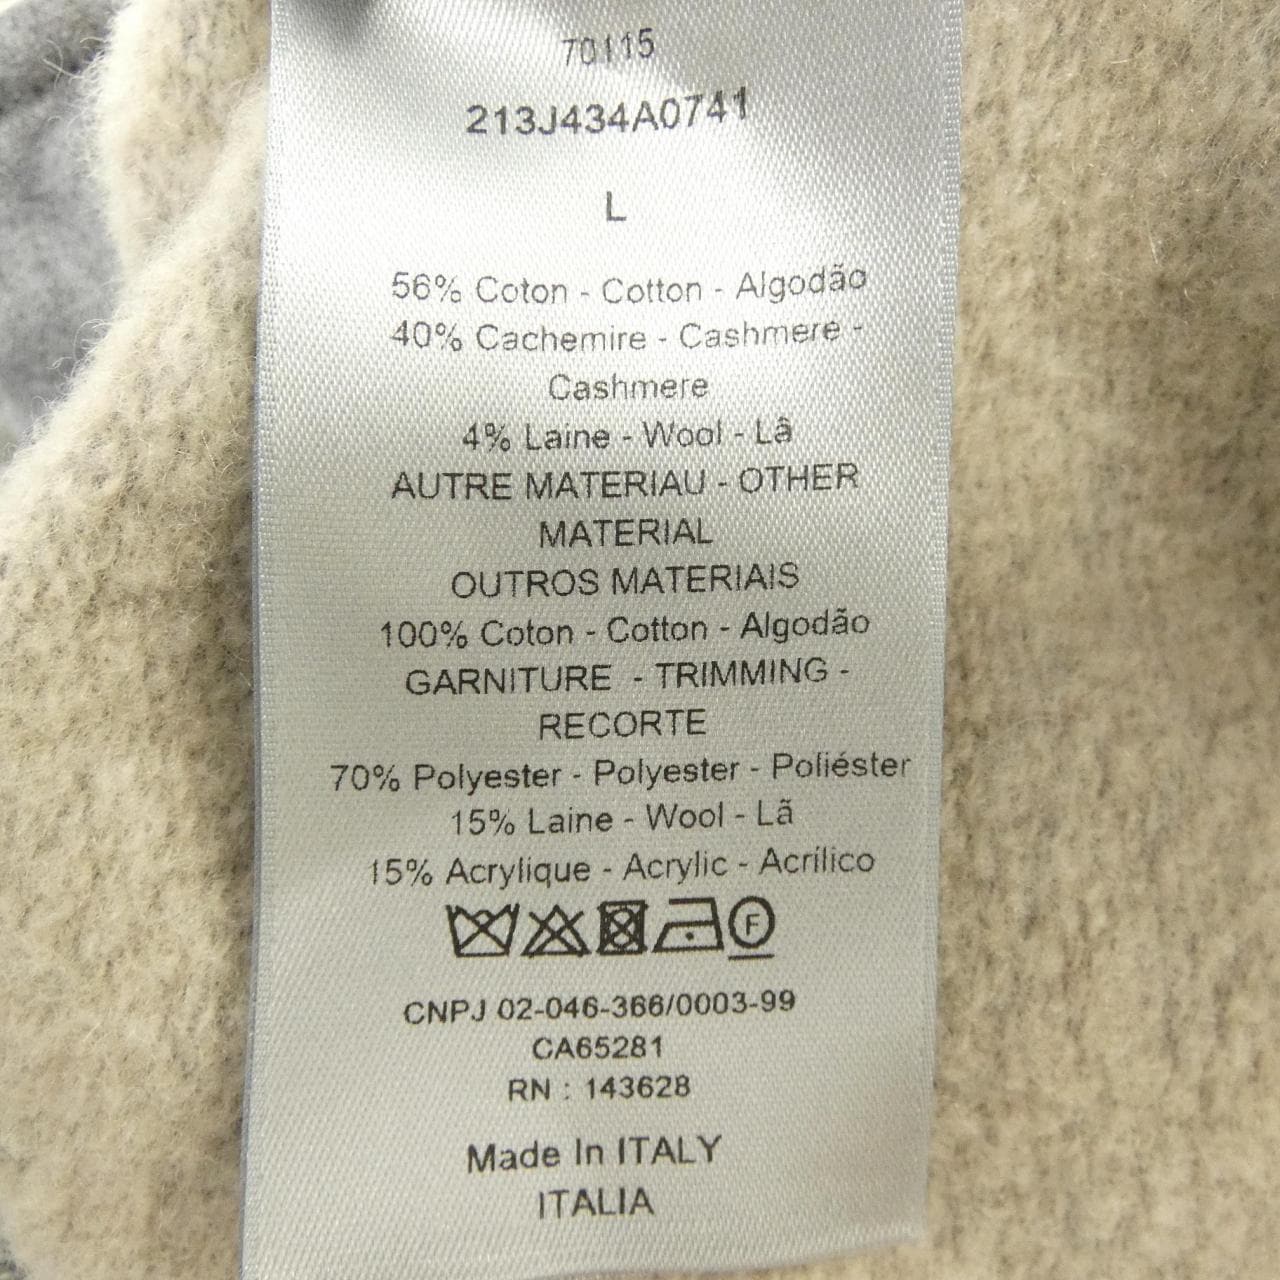 70115
213J434A0741
L
56% Coton - Cotton - Algodão
40% Cachemire - Cashmere -
Cashmere
4% Laine - Wool - Lã
AUTRE MATERIAU - OTHER
MATERIAL
OUTROS MATERIAIS
100% Coton - Cotton - Algodão
GARNITURE - TRIMMING -
RECORTE
70% Polyester - Polyester - Poliéster
15% Laine - Wool - Lã
15% Acrylique - Acrylic - Acrílico
F
CNPJ 02-046-366/0003-99
CA65281
RN : 143628
Made In ITALY
ITALIA